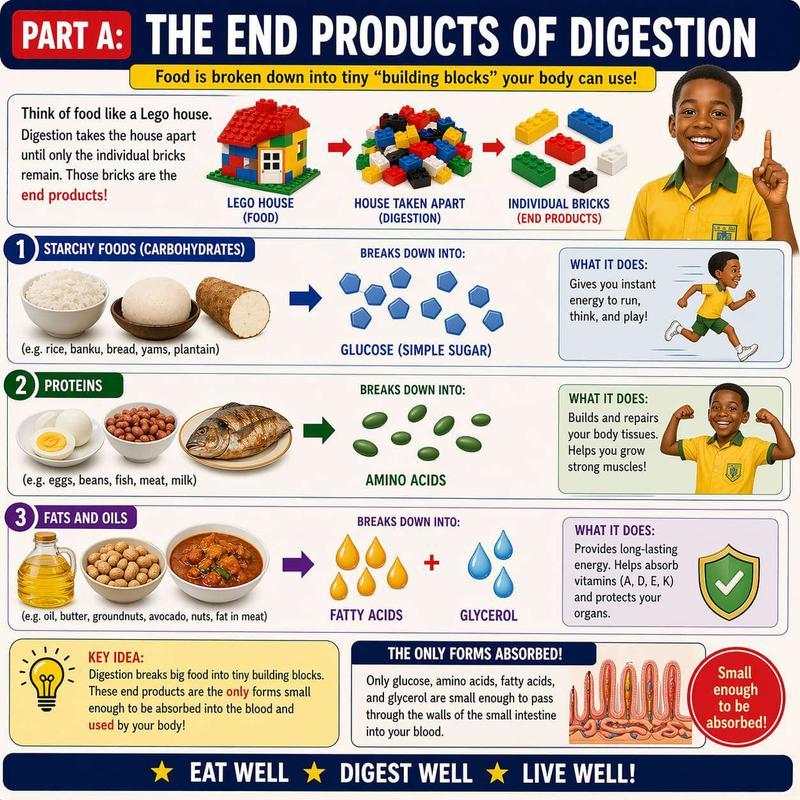 PART A:
THE END PRODUCTS OF DIGESTION
Food is broken down into tiny “building blocks” your body can use!
Think of food like a Lego house.
Digestion takes the house apart
until only the individual bricks
remain. Those bricks are the
end products!
LEGO HOUSE
(FOOD)
HOUSE TAKEN APART
(DIGESTION)
INDIVIDUAL BRICKS
(END PRODUCTS)
1 STARCHY FOODS (CARBOHYDRATES)
(e.g. rice, banku, bread, yams, plantain)
BREAKS DOWN INTO:
GLUCOSE (SIMPLE SUGAR)
WHAT IT DOES:
Gives you instant
energy to run,
think, and play!
2 PROTEINS
(e.g. eggs, beans, fish, meat, milk)
BREAKS DOWN INTO:
AMINO ACIDS
WHAT IT DOES:
Builds and repairs
your body tissues.
Helps you grow
strong muscles!
3 FATS AND OILS
(e.g. oil, butter, groundnuts, avocado, nuts, fat in meat)
BREAKS DOWN INTO:
FATTY ACIDS
+
GLYCEROL
WHAT IT DOES:
Provides long-lasting
energy. Helps absorb
vitamins (A, D, E, K)
and protects your
organs.
KEY IDEA:
Digestion breaks big food into tiny building blocks.
These end products are the only forms small
enough to be absorbed into the blood and
used by your body!
THE ONLY FORMS ABSORBED!
Only glucose, amino acids, fatty acids,
and glycerol are small enough to pass
through the walls of the small intestine
into your blood.
Small
enough
to be
absorbed!
EAT WELL DIGEST WELL LIVE WELL!